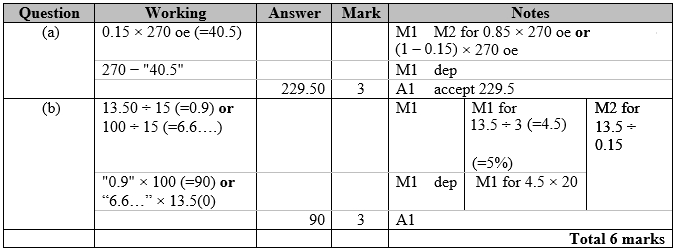 Question Working Answer Mark Notes
(a) 0.15 × 270 oe (=40.5) M1 M2 for 0.85 × 270 oe or
(1 – 0.15) × 270 oe
270 – "40.5" M1 dep
229.50 3 A1 accept 229.5
(b) 13.50 ÷ 15 (=0.9) or M1 M1 for M2 for
100 ÷ 15 (=6.6….) 13.5 ÷ 3 (=4.5) 13.5 ÷
0.15
(=5%)
"0.9" × 100 (=90) or M1 dep M1 for 4.5 × 20
“6.6…” × 13.5(0)
90 3 A1
Total 6 marks